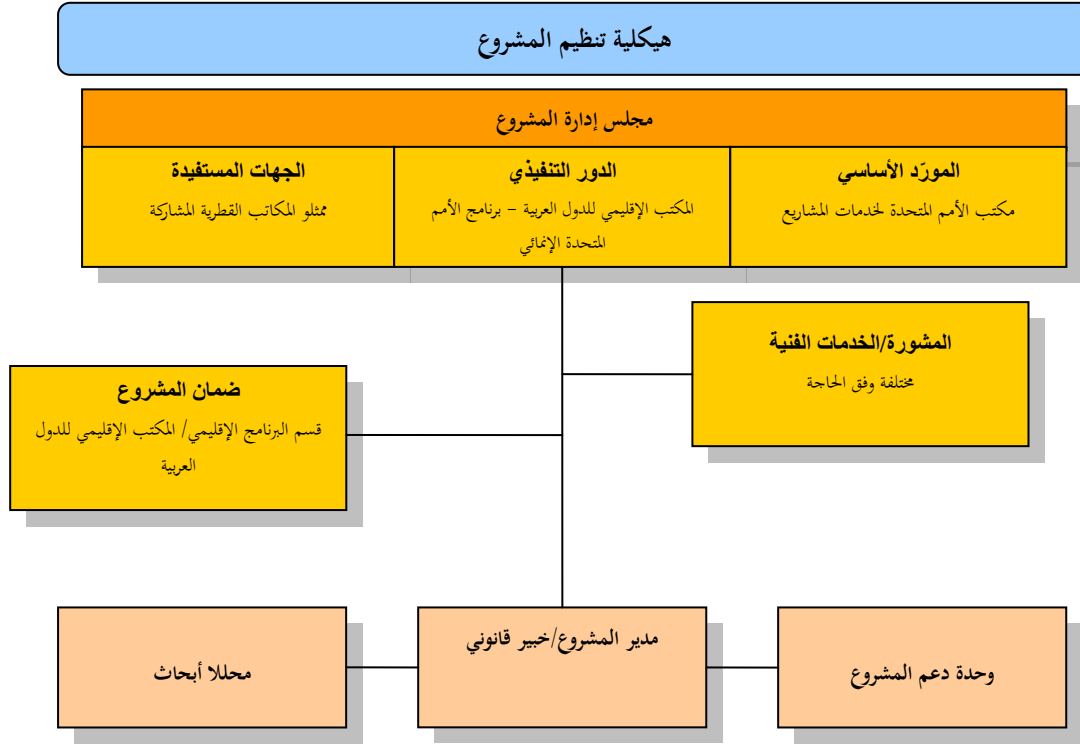 هيكلية تنظيم المشروع
مجلس إدارة المشروع
المورّد الأساسي
مكتب الأمم المتحدة لخدمات المشاريع
الدور التنفيذي
المكتب الإقليمي للدول العربية – برنامج الأمم
المتحدة الإنمائي
الجهات المستفيدة
ممثلو المكاتب القطرية المشاركة
المشورة/الخدمات الفنية
مختلفة وفق الحاجة
ضمان المشروع
قسم البرنامج الإقليمي/ المكتب الإقليمي للدول
العربية
وحدة دعم المشروع
مدير المشروع/خبير قانوني
محللا أبحاث